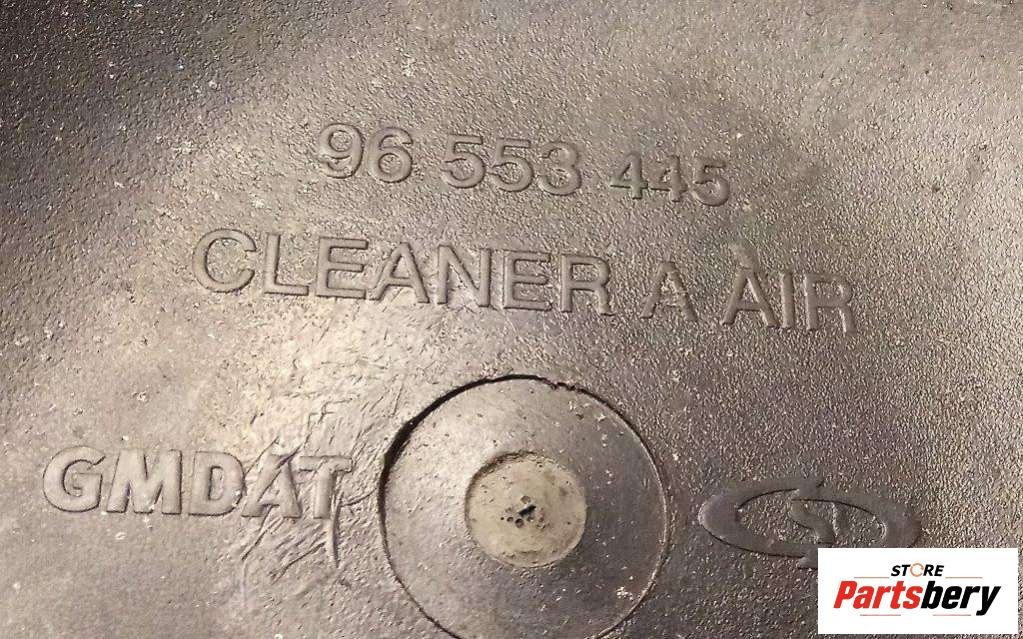 96 553 445
CLEANER A AIR
GMDAT
STORE
Partsbery